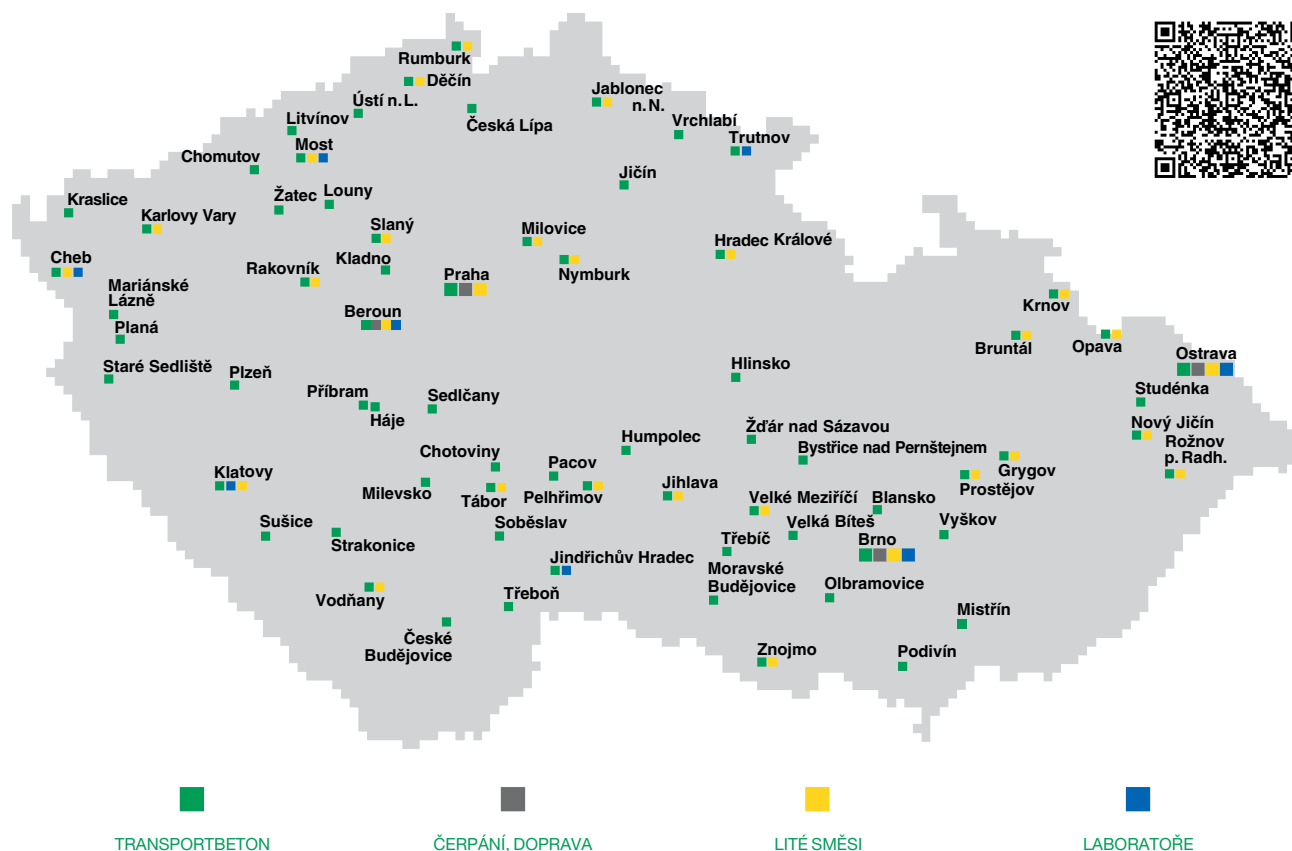 Rumburk
Děčín
Ústí n.L.
Jablonec
n. N.
Litvínov
Česká Lípa
Vrchlabí
Trutnov
Most
Chomutov
Jičín
Žatec
Louny
Kraslice
Karlovy Vary
Slaný
Milovice
Hradec Králové
Cheb
Kladno
Rakovník
Praha
Nymburk
Mariánské
Lázně
Krnov
Beroun
Planá
Bruntál
Opava
Ostrava
Staré Sedliště
Plzeň
Hlinsko
Studénka
Příbram
Háje
Sedlčany
Nový Jičín
Žďár nad Sázavou
Rožnov
p. Radh.
Humpolec
Bystřice nad Pernštejnem
Chotoviny
Pacov
Grygov
Klatovy
Milevsko
Tábor
Pelhřimov
Jihlava
Prostějov
Velké Meziříčí
Blansko
Sušice
Strakonice
Soběslav
Velká Bíteš
Vyškov
Třebíč
Brno
Jindřichův Hradec
Moravské
Budějovice
Olbramovice
Vodňany
Třeboň
Mistřín
České
Budějovice
Znojmo
Podivín
TRANSPORTBETON
ČERPÁNÍ, DOPRAVA
LITÉ SMĚSI
LABORATOŘE